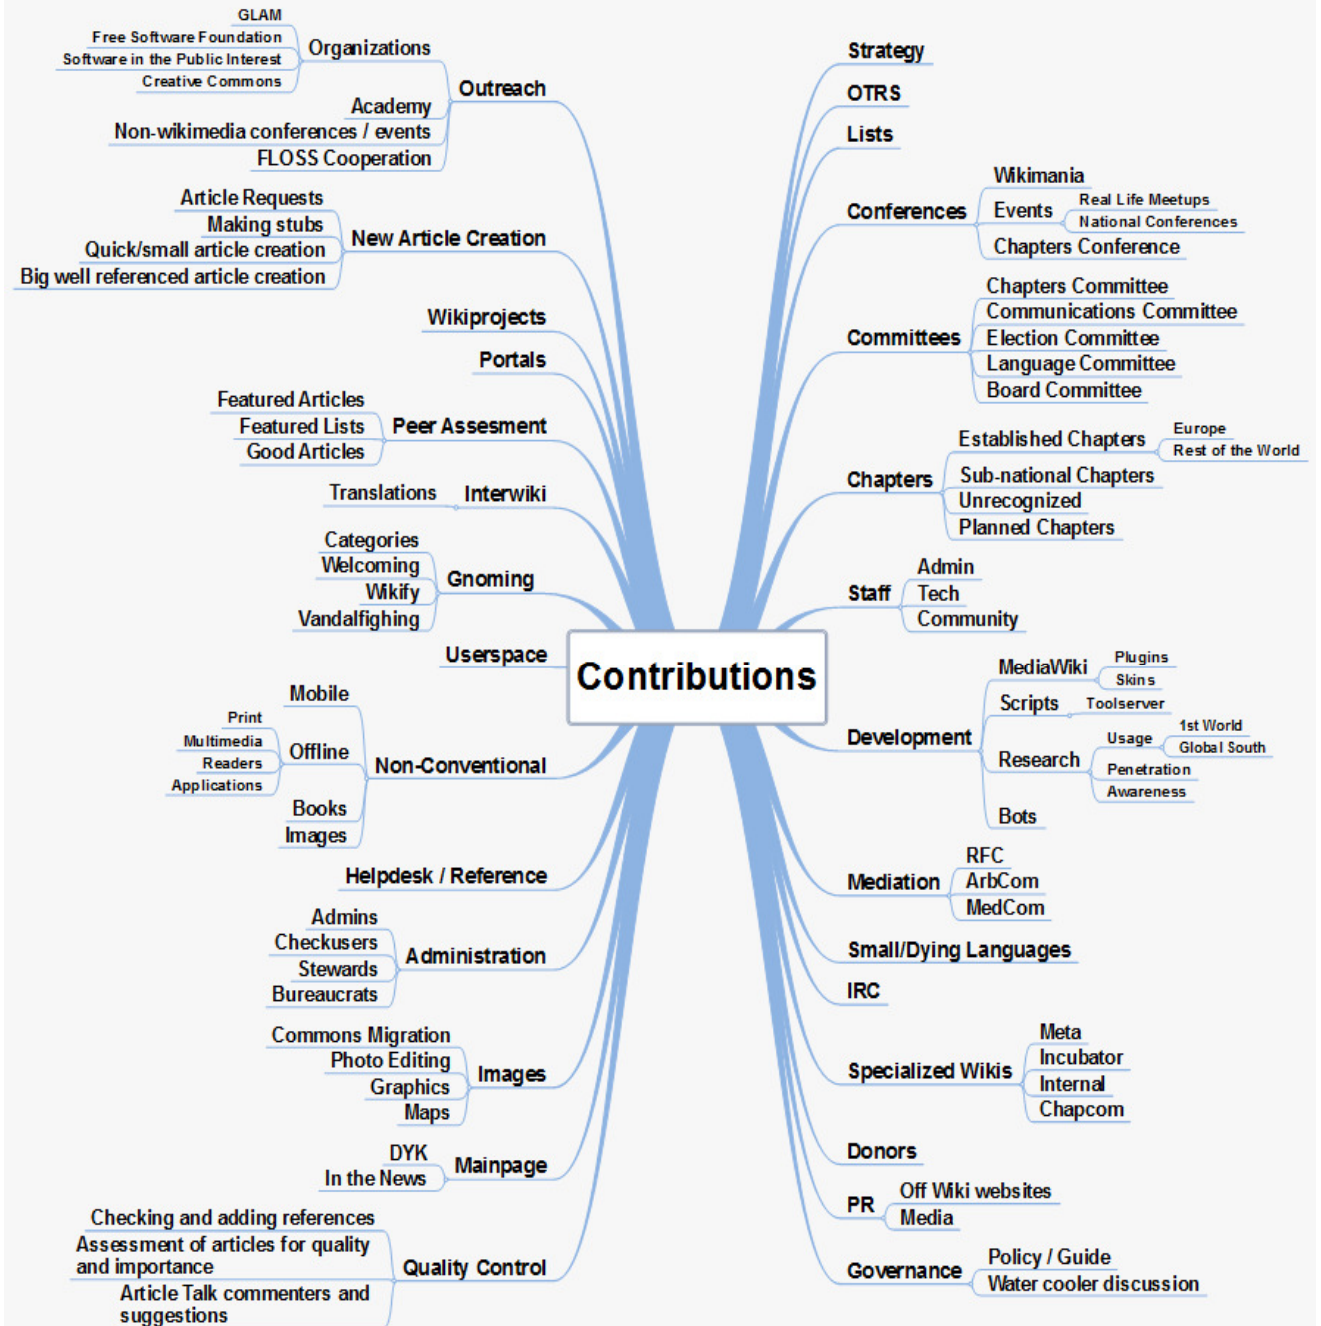 GLAM
Free Software Foundation
Software in the Public Interest
Creative Commons
Organizations
Academy
Non-wikimedia conferences / events
FLOSS Cooperation
Outreach
Article Requests
Making stubs
Quick/small article creation
Big well referenced article creation
New Article Creation
Wikiprojects
Portals
Featured Articles
Featured Lists
Good Articles
Peer Assesment
Translations
Interwiki
Categories
Welcoming
Wikify
Vandalfighing
Gnoming
Userspace
Mobile
Print
Multimedia
Readers
Applications
Offline
Books
Images
Non-Conventional
Helpdesk / Reference
Admins
Checkusers
Stewards
Bureaucrats
Administration
Commons Migration
Photo Editing
Graphics
Maps
Images
DYK
In the News
Mainpage
Checking and adding references
Assessment of articles for quality
and importance
Article Talk commenters and
suggestions
Quality Control
Contributions
Strategy
OTRS
Lists
Conferences
Wikimania
Events
Real Life Meetups
National Conferences
Chapters Conference
Committees
Chapters Committee
Communications Committee
Election Committee
Language Committee
Board Committee
Chapters
Established Chapters
Europe
Rest of the World
Sub-national Chapters
Unrecognized
Planned Chapters
Staff
Admin
Tech
Community
Development
MediaWiki
Plugins
Skins
Scripts
Toolserver
Research
Usage
1st World
Global South
Penetration
Awareness
Bots
Mediation
RFC
ArbCom
MedCom
Small/Dying Languages
IRC
Specialized Wikis
Meta
Incubator
Internal
Chapcom
Donors
PR
Off Wiki websites
Media
Governance
Policy / Guide
Water cooler discussion